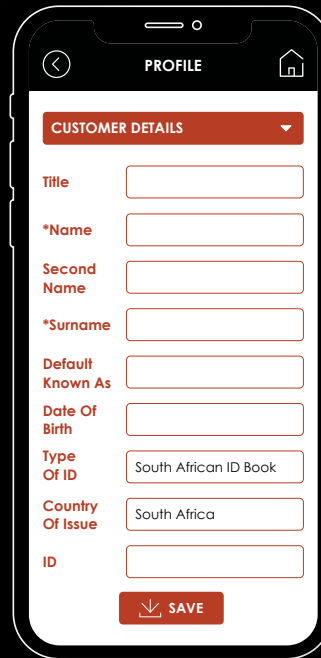 PROFILE
CUSTOMER DETAILS
Title
*Name
Second
Name
*Surname
Default
Known As
Date Of
Birth
Type
Of ID
South African ID Book
Country
Of Issue
South Africa
ID
SAVE